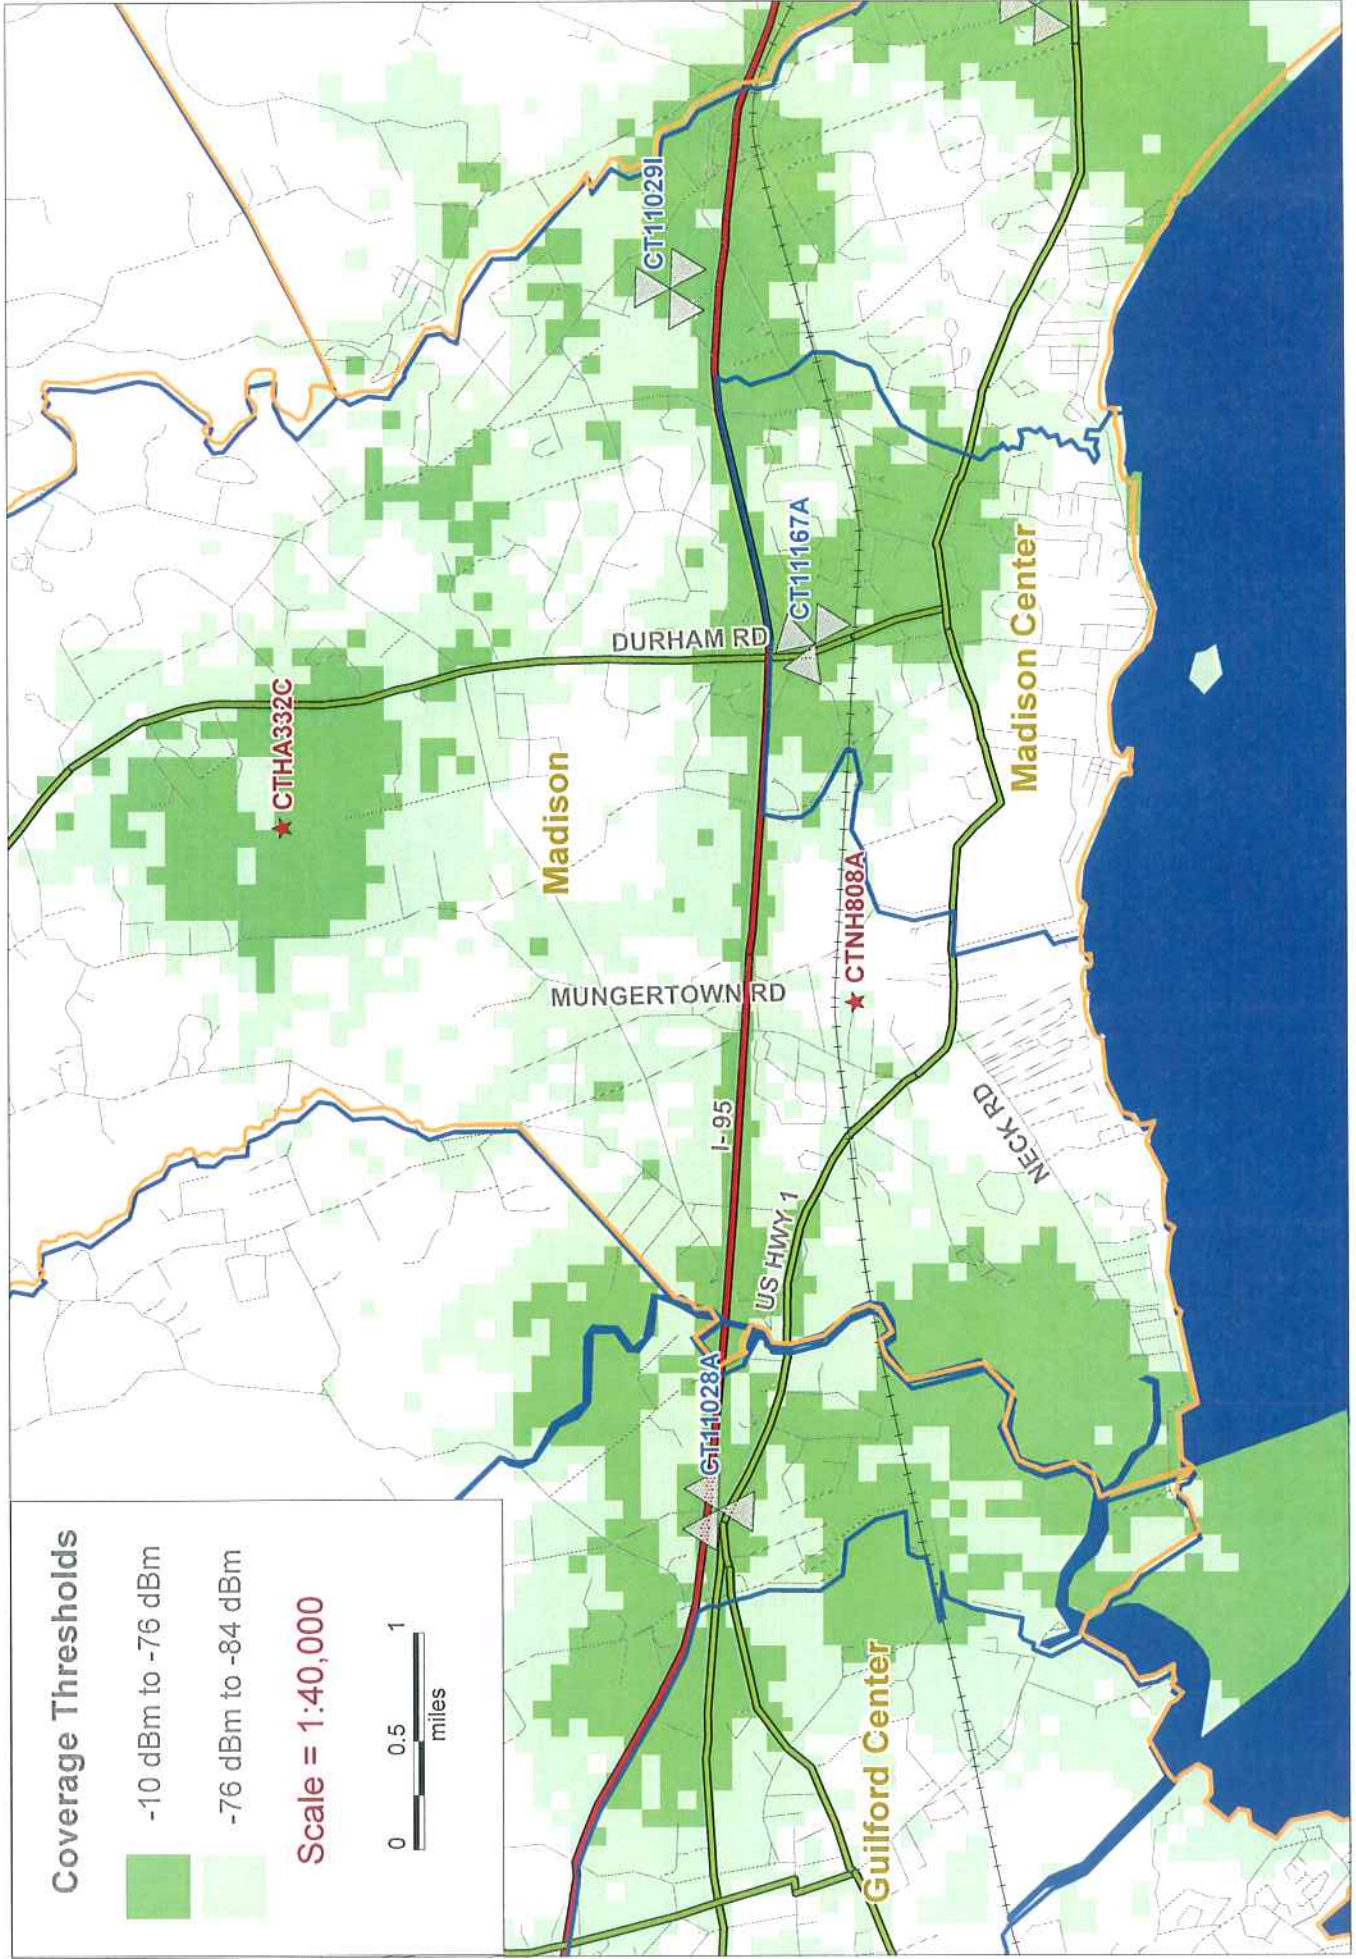 Coverage Thresholds
-10 dBm to -76 dBm
-76 dBm to -84 dBm
Scale = 1:40,000
0 0.5 1
miles
CTHA332C
CT11029I
DURHAM RD
CT11167A
Madison
MUNGERTOWN RD
CTNH808A
Madison Center
I-95
US HWY 1
NECK RD
CT11028A
Guilford Center